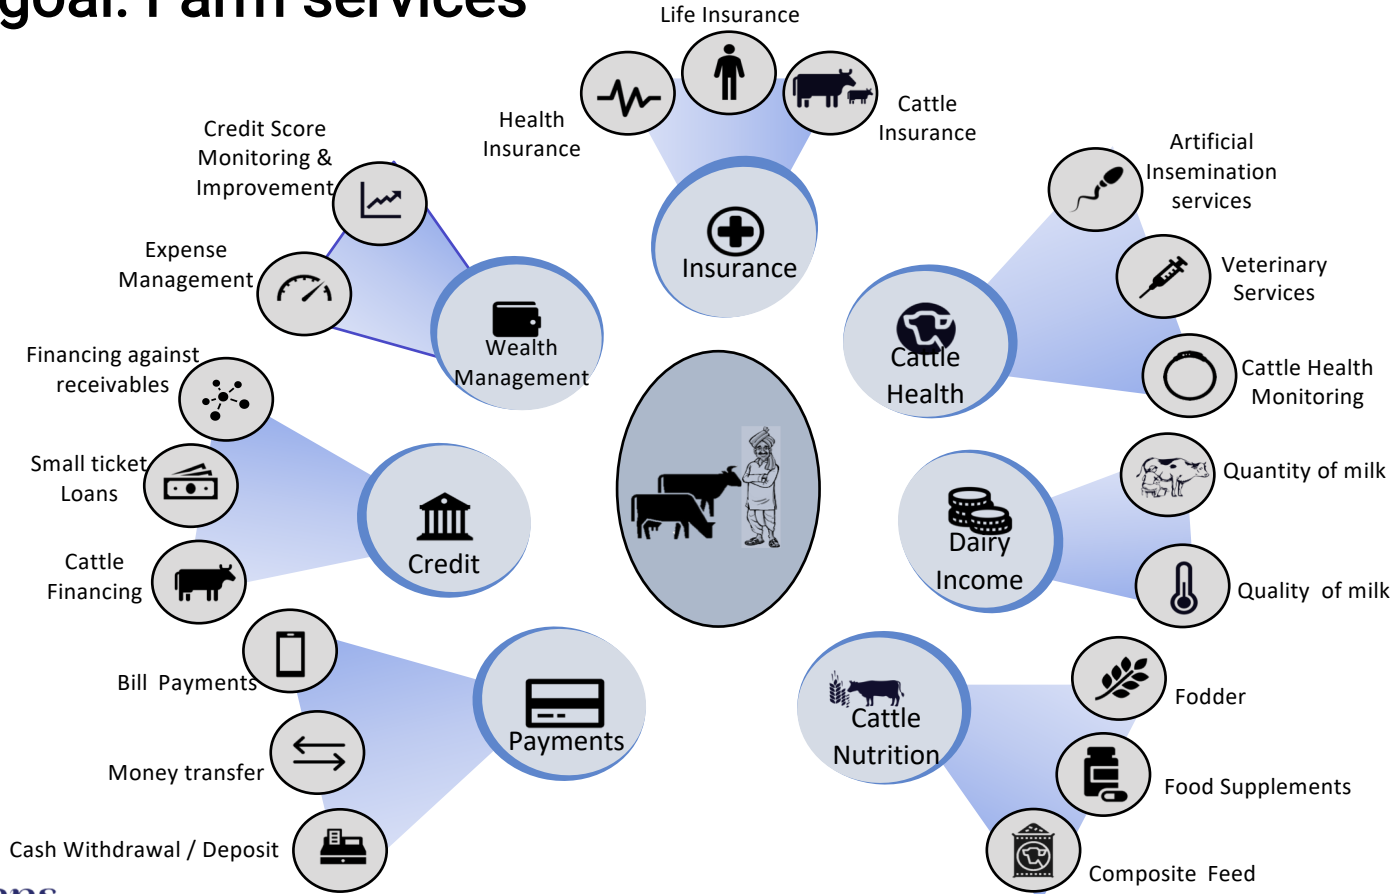 goal: Farm services
Life Insurance
Health
Insurance
Cattle
Insurance
Insurance
Credit Score
Monitoring &
Improvement
Expense
Management
Wealth
Management
Artificial
Insemination
services
Veterinary
Services
Cattle Health
Monitoring
Cattle
Health
Financing against
receivables
Small ticket
Loans
Cattle
Financing
Credit
Quantity of milk
Quality of milk
Dairy
Income
Bill Payments
Money transfer
Cash Withdrawal / Deposit
Payments
Cattle
Nutrition
Fodder
Food Supplements
Composite Feed